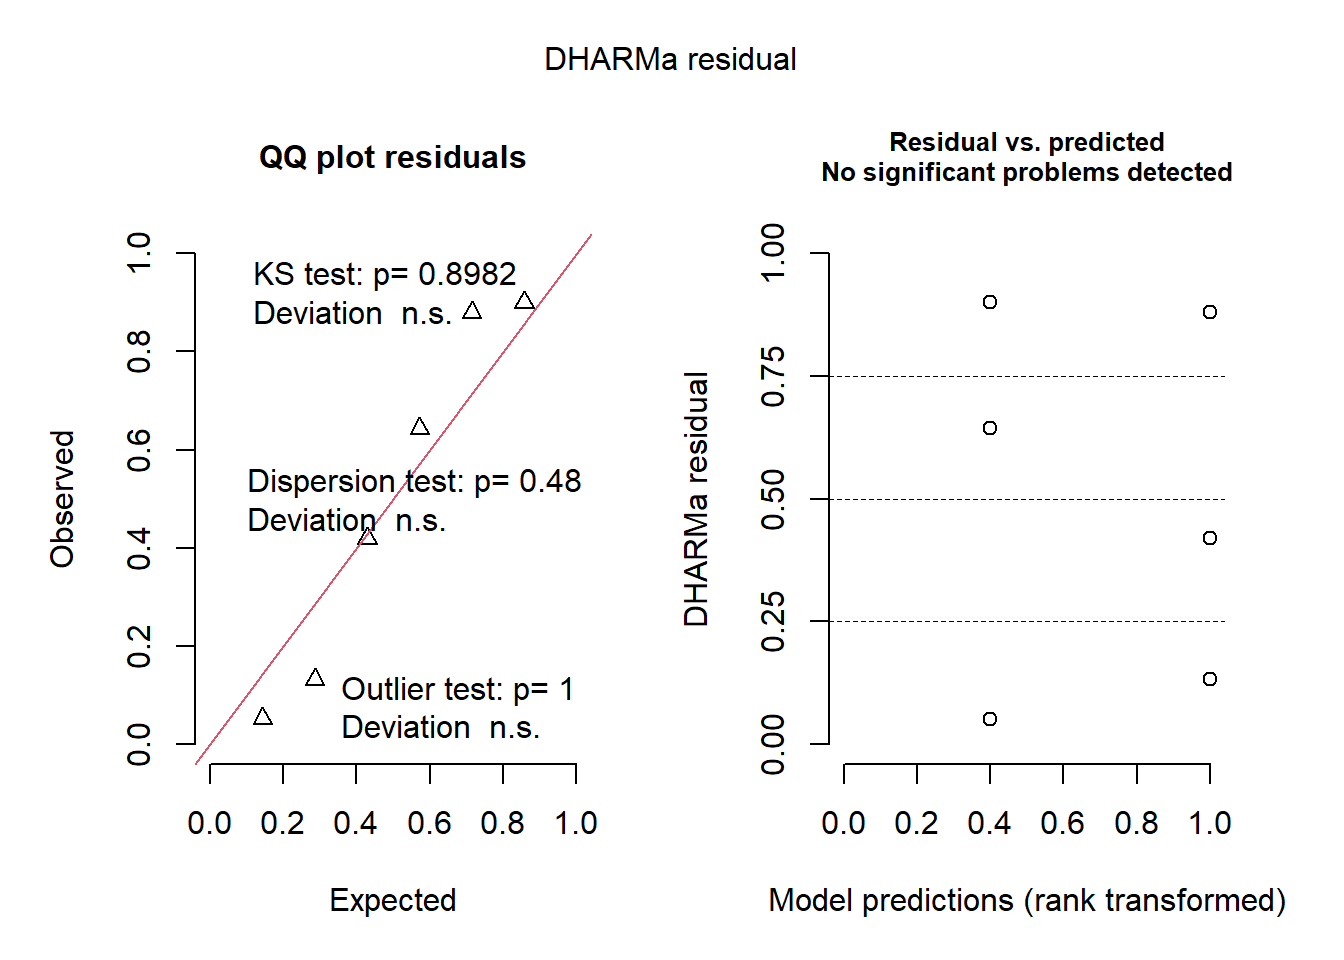 DHARMa residual
QQ plot residuals
KS test: p= 0.8982
Deviation  n.s.
Dispersion test: p= 0.48
Deviation  n.s.
Outlier test: p= 1
Deviation  n.s.
Observed
0.0 0.2 0.4 0.6 0.8 1.0
0.0 0.2 0.4 0.6 0.8 1.0
Expected
Residual vs. predicted
No significant problems detected
DHARMa residual
0.00 0.25 0.50 0.75 1.00
0.0 0.2 0.4 0.6 0.8 1.0
Model predictions (rank transformed)